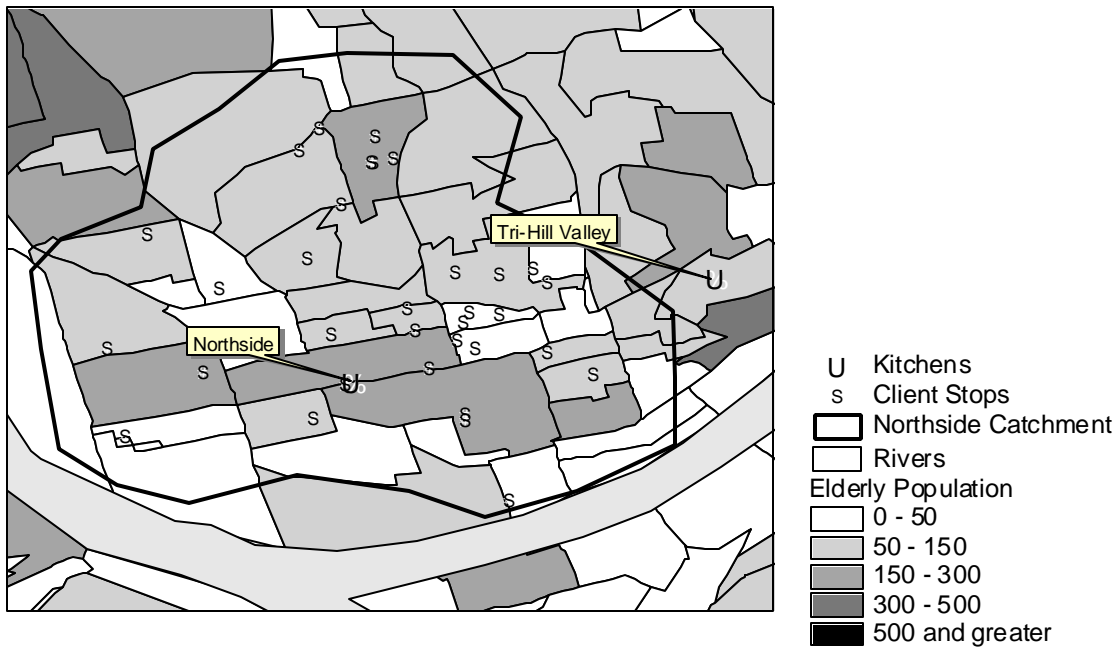 Tri-Hill Valley
Northside
U Kitchens
S Client Stops
Northside Catchment
Rivers
Elderly Population
0 - 50
50 - 150
150 - 300
300 - 500
500 and greater